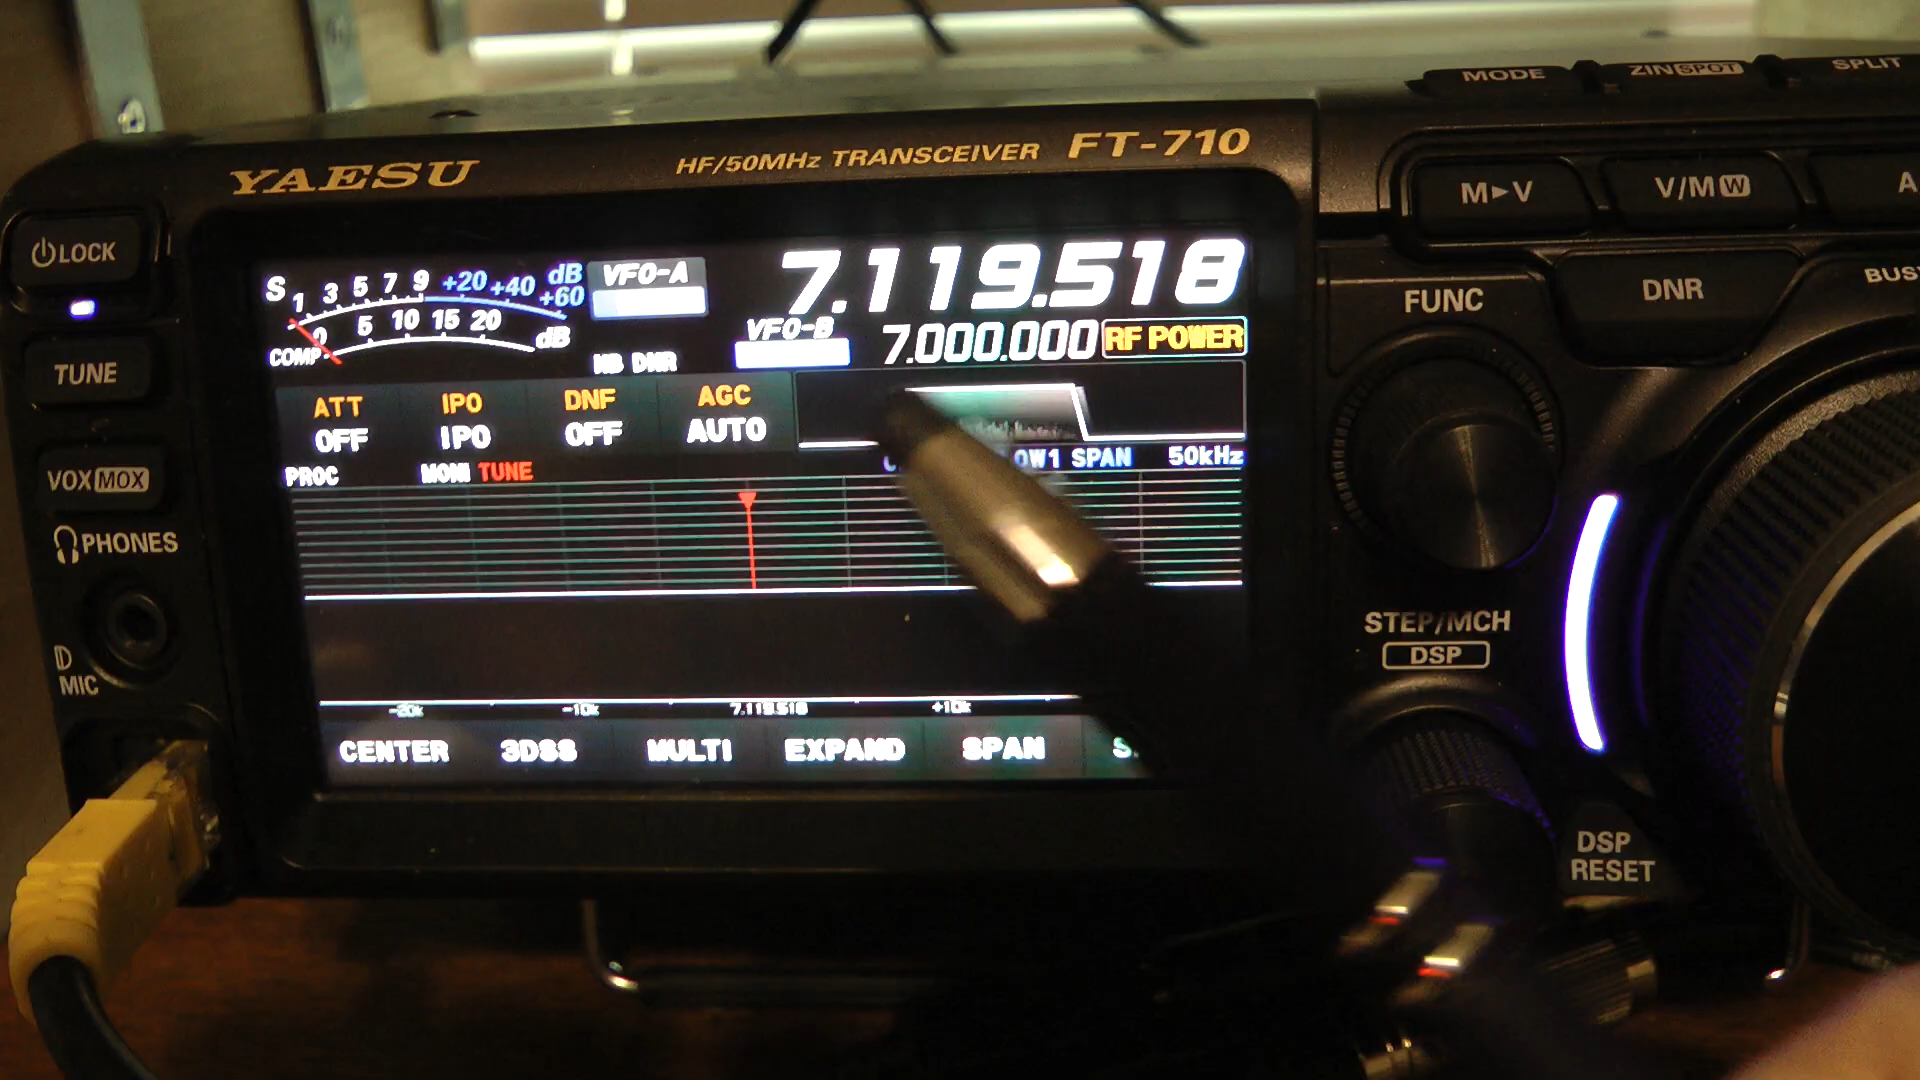 MODE ZIN SPOT SPLIT
YAESU HF/50MHz TRANSCEIVER FT-710
M►V V/M W
LOCK
S 1 3 5 7 9 +20 +40 +60 dB
VFO-A 7.119.518
FUNC DNR
0 5 10 15 20 dB
COMP
VFO-B 7.000.000 RF POWER
NB DNR
TUNE
ATT IPO DNF AGC
OFF IPO OFF AUTO
SPAN 50kHz
PROC MONI TUNE
VOX MOX
PHONES
STEP/MCH
DSP
MIC
-20k -10k 7.119.518 +10k
CENTER 3DSS MULTI EXPAND SPAN
DSP
RESET